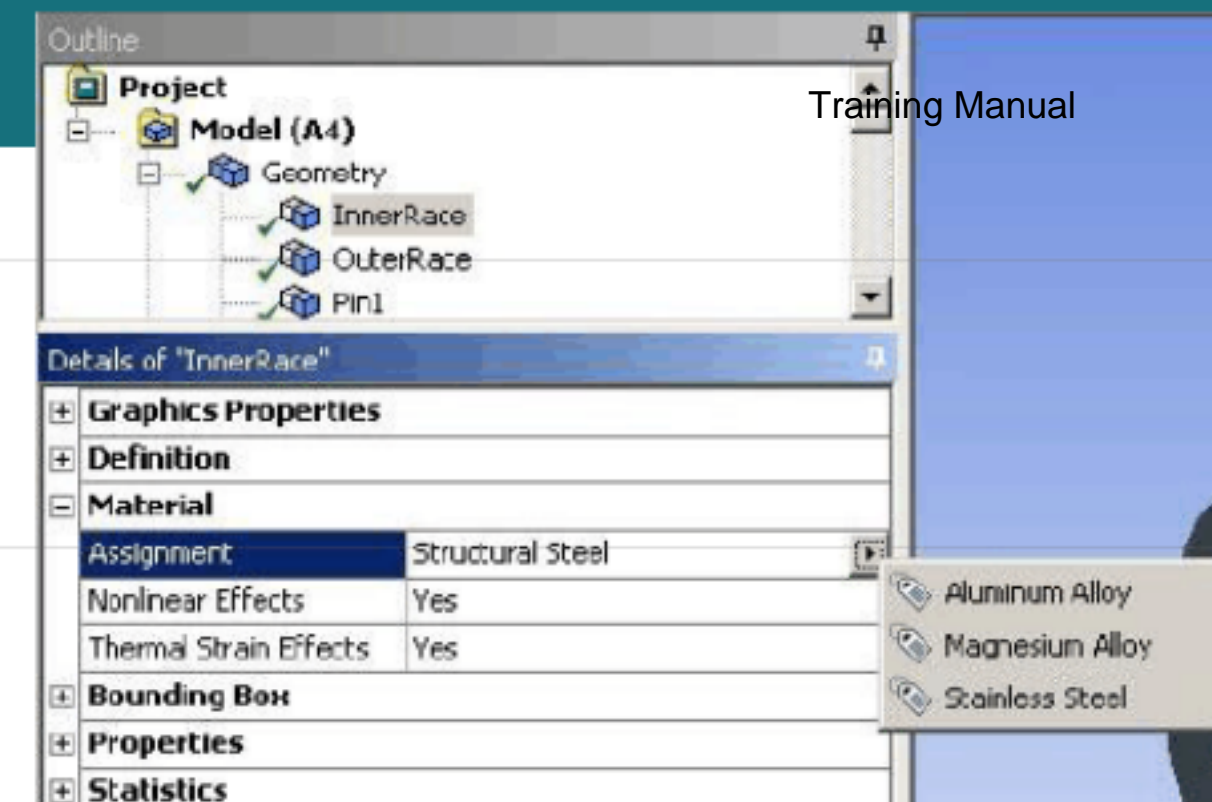 Outline
Project
Training Manual
Model (A4)
Geometry
InnerRace
OuterRace
Pin1
Details of "InnerRace"
Graphics Properties
Definition
Material
Assignment Structural Steel
Nonlinear Effects Yes
Thermal Strain Effects Yes
Aluminum Alloy
Magnesium Alloy
Stainless Steel
Bounding Box
Properties
Statistics